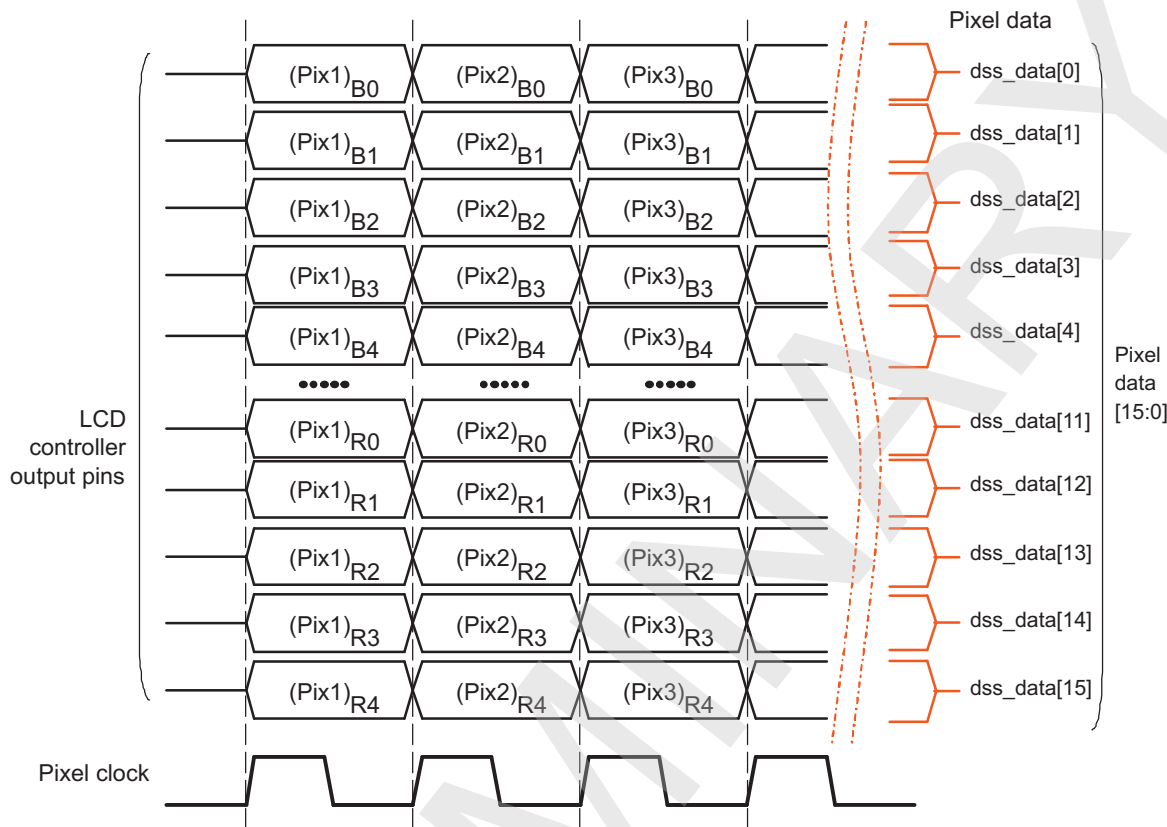 Pixel data
(Pix1)B0 (Pix2)B0 (Pix3)B0 dss_data[0]
(Pix1)B1 (Pix2)B1 (Pix3)B1 dss_data[1]
(Pix1)B2 (Pix2)B2 (Pix3)B2 dss_data[2]
(Pix1)B3 (Pix2)B3 (Pix3)B3 dss_data[3]
(Pix1)B4 (Pix2)B4 (Pix3)B4 dss_data[4]
Pixel
data
[15:0]
LCD
controller
output pins
(Pix1)R0 (Pix2)R0 (Pix3)R0 dss_data[11]
(Pix1)R1 (Pix2)R1 (Pix3)R1 dss_data[12]
(Pix1)R2 (Pix2)R2 (Pix3)R2 dss_data[13]
(Pix1)R3 (Pix2)R3 (Pix3)R3 dss_data[14]
(Pix1)R4 (Pix2)R4 (Pix3)R4 dss_data[15]
Pixel clock
MINARY